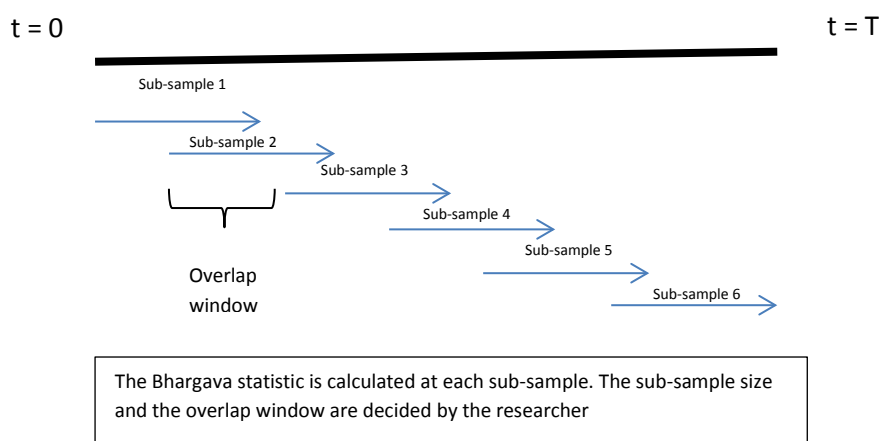 t = 0
t = T
Sub-sample 1
Sub-sample 2
Sub-sample 3
Sub-sample 4
Sub-sample 5
Sub-sample 6
Overlap
window
The Bhargava statistic is calculated at each sub-sample. The sub-sample size
and the overlap window are decided by the researcher